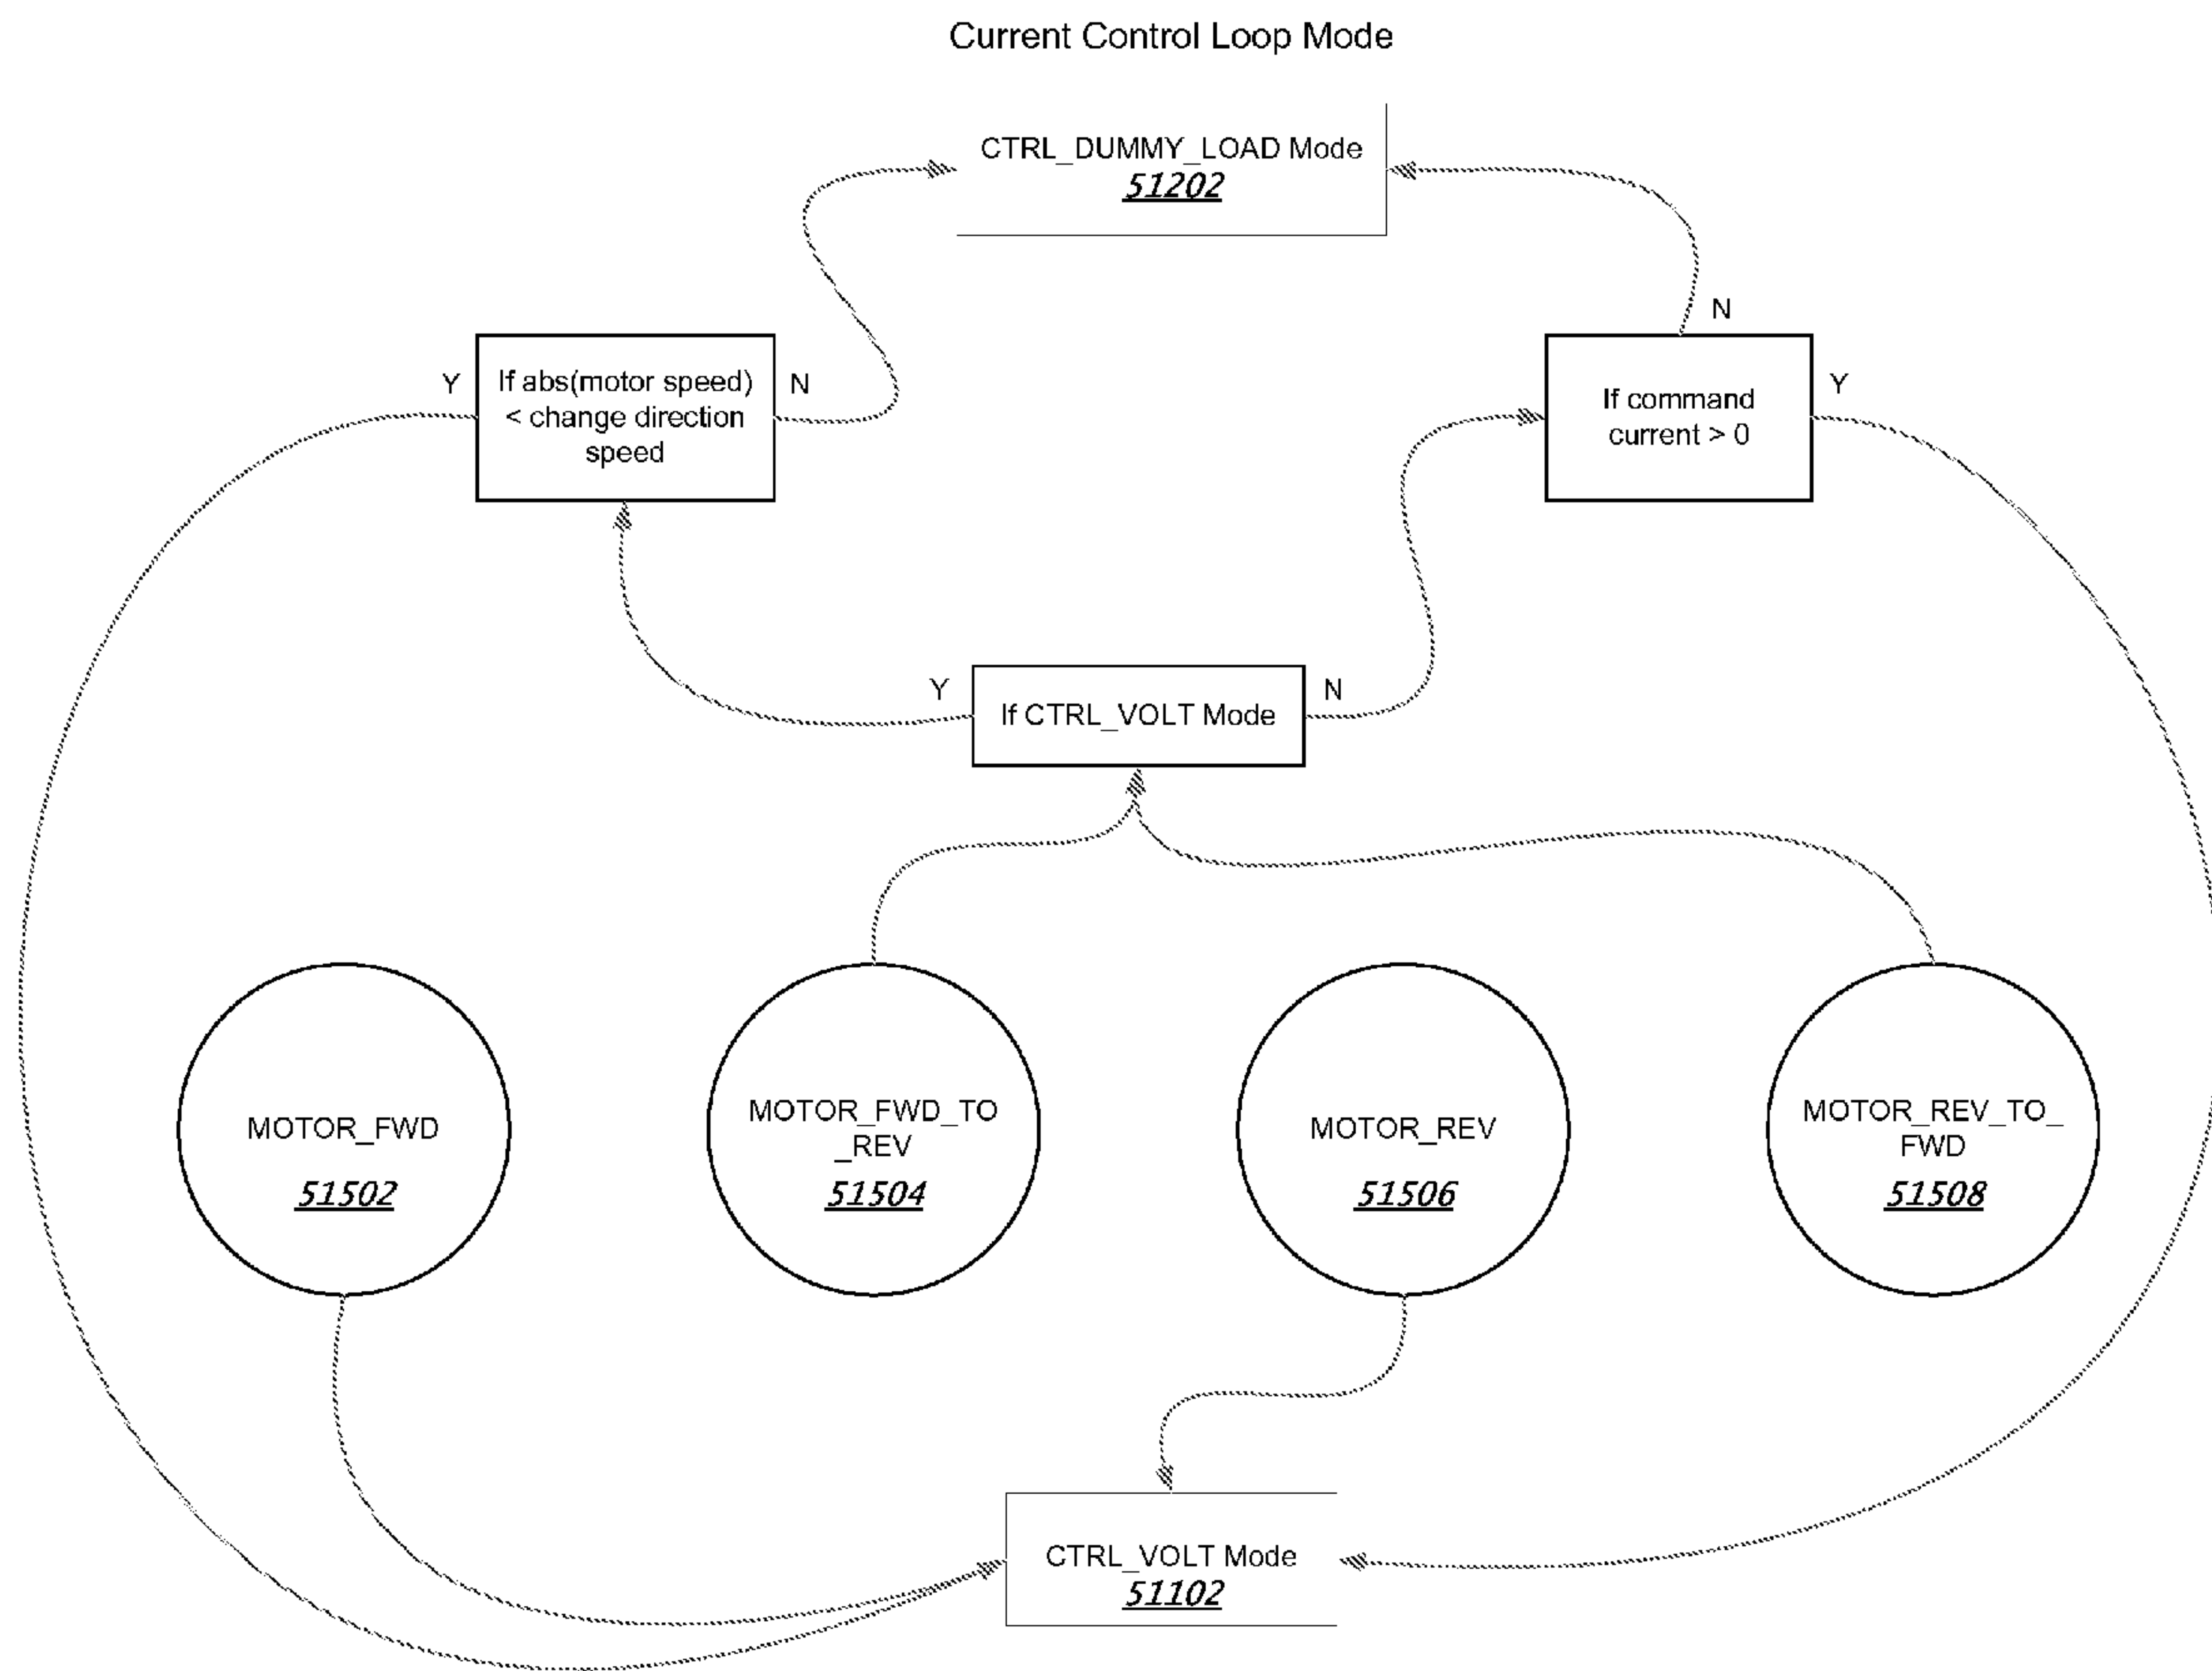 Current Control Loop Mode
CTRL_DUMMY_LOAD Mode
51202
N
Y
If abs(motor speed)
< change direction
speed
N
If command
current > 0
Y
Y
If CTRL_VOLT Mode
N
MOTOR_FWD
51502
MOTOR_FWD_TO
_REV
51504
MOTOR_REV
51506
MOTOR_REV_TO_
FWD
51508
CTRL_VOLT Mode
51102